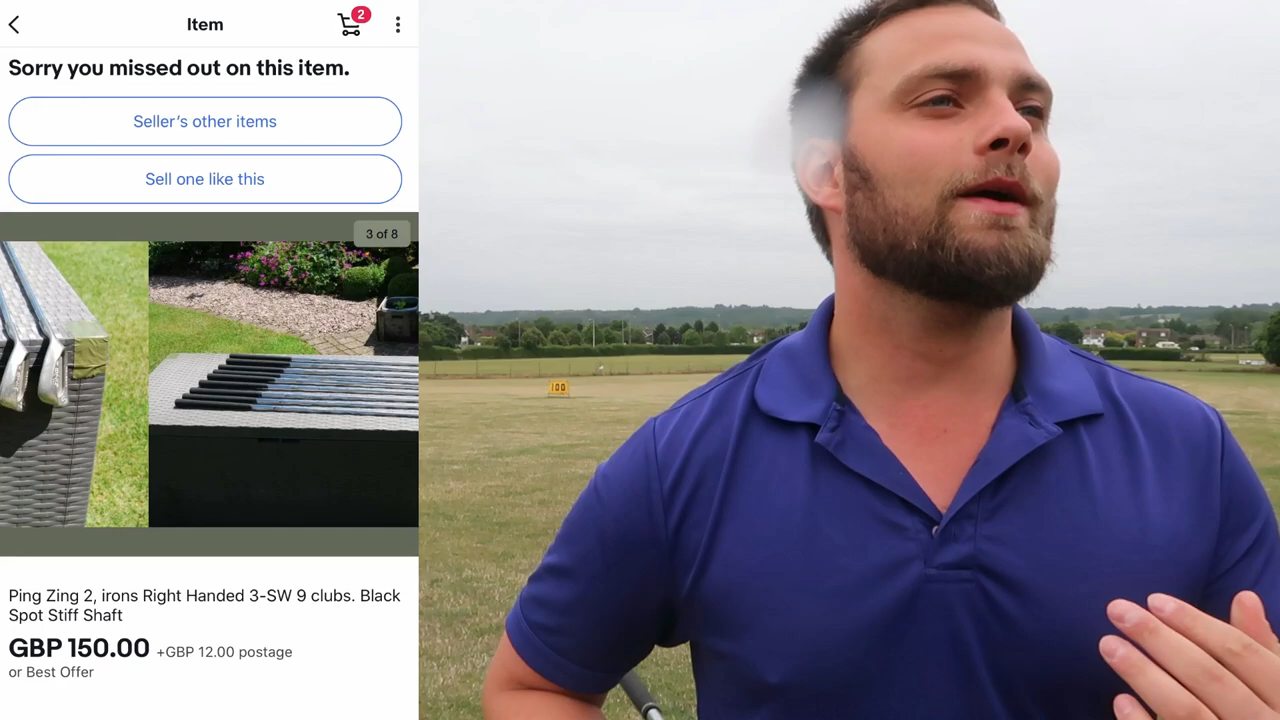 Item
2
Sorry you missed out on this item.
Seller's other items
Sell one like this
3 of 8
Ping Zing 2, irons Right Handed 3-SW 9 clubs. Black
Spot Stiff Shaft
GBP 150.00 +GBP 12.00 postage
or Best Offer
100